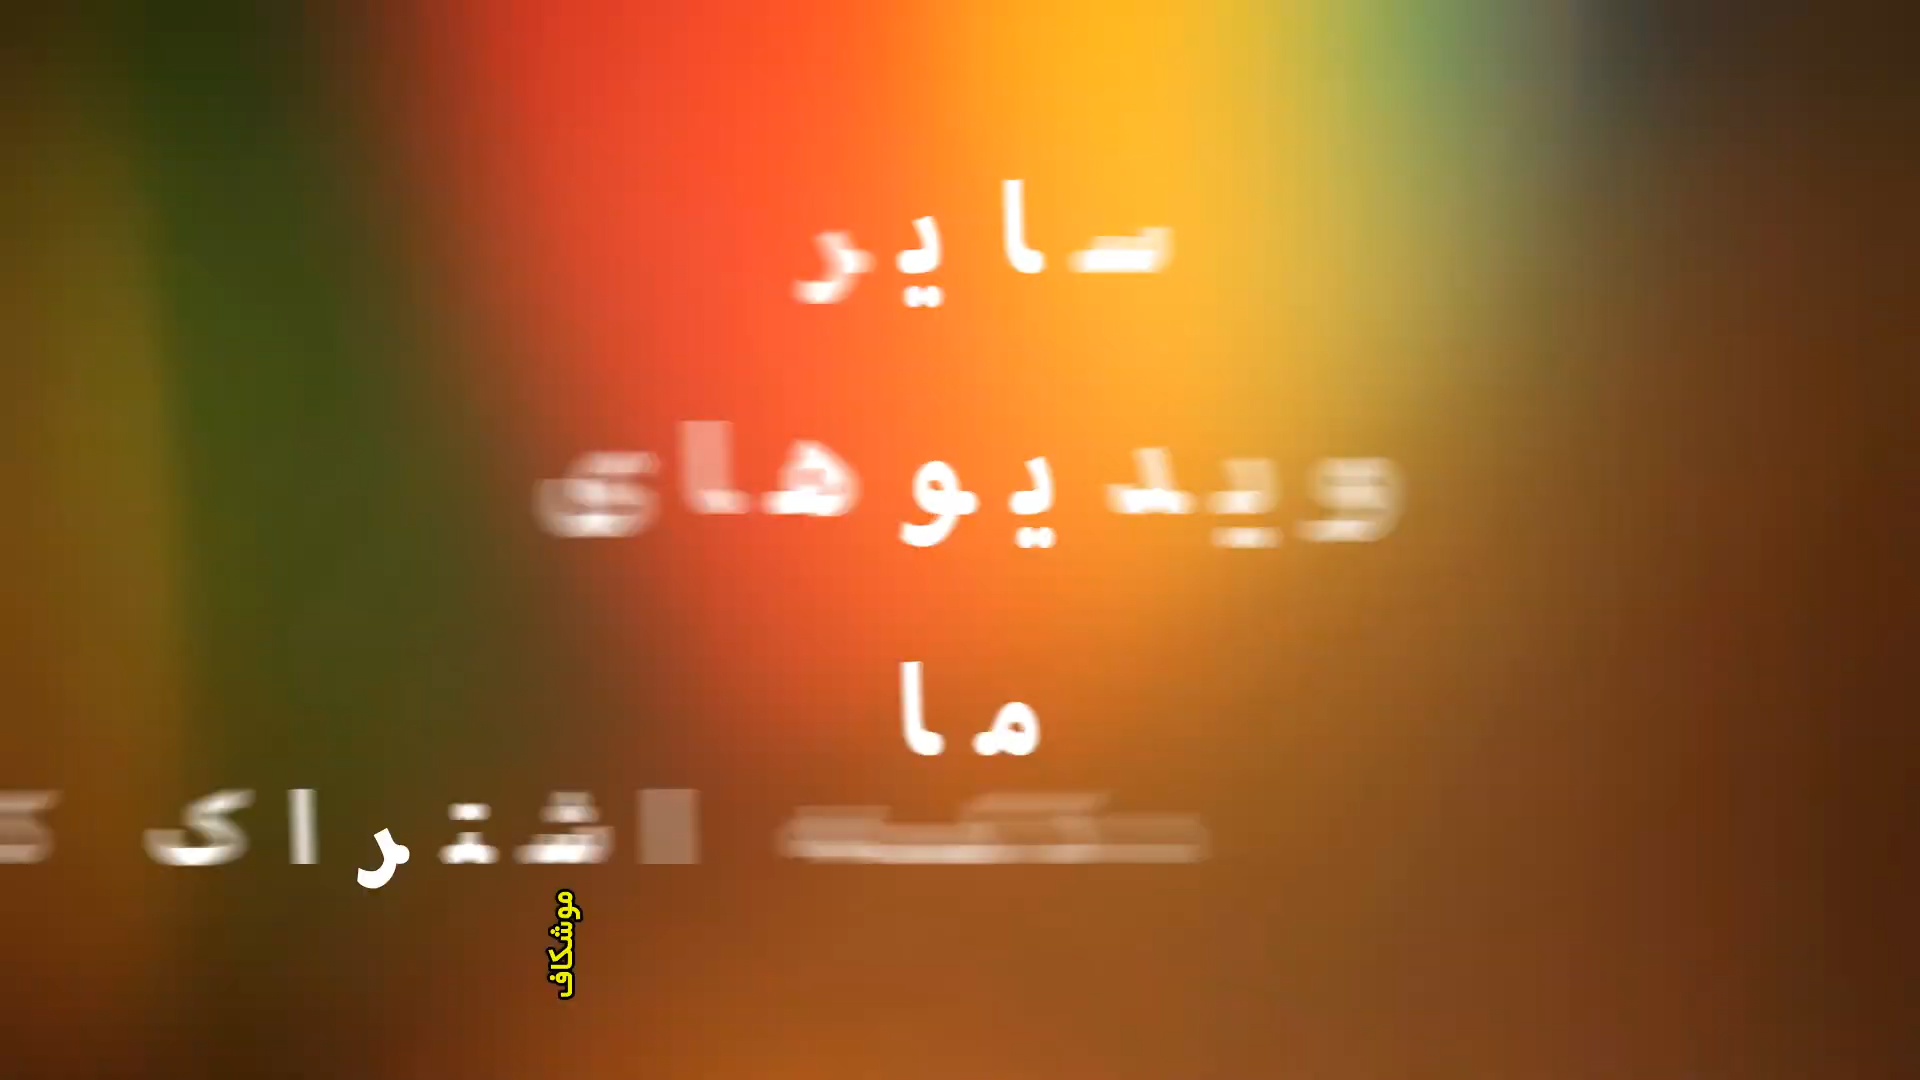 سایر
ویدیوهای
ما
اشتراک
موشکاف